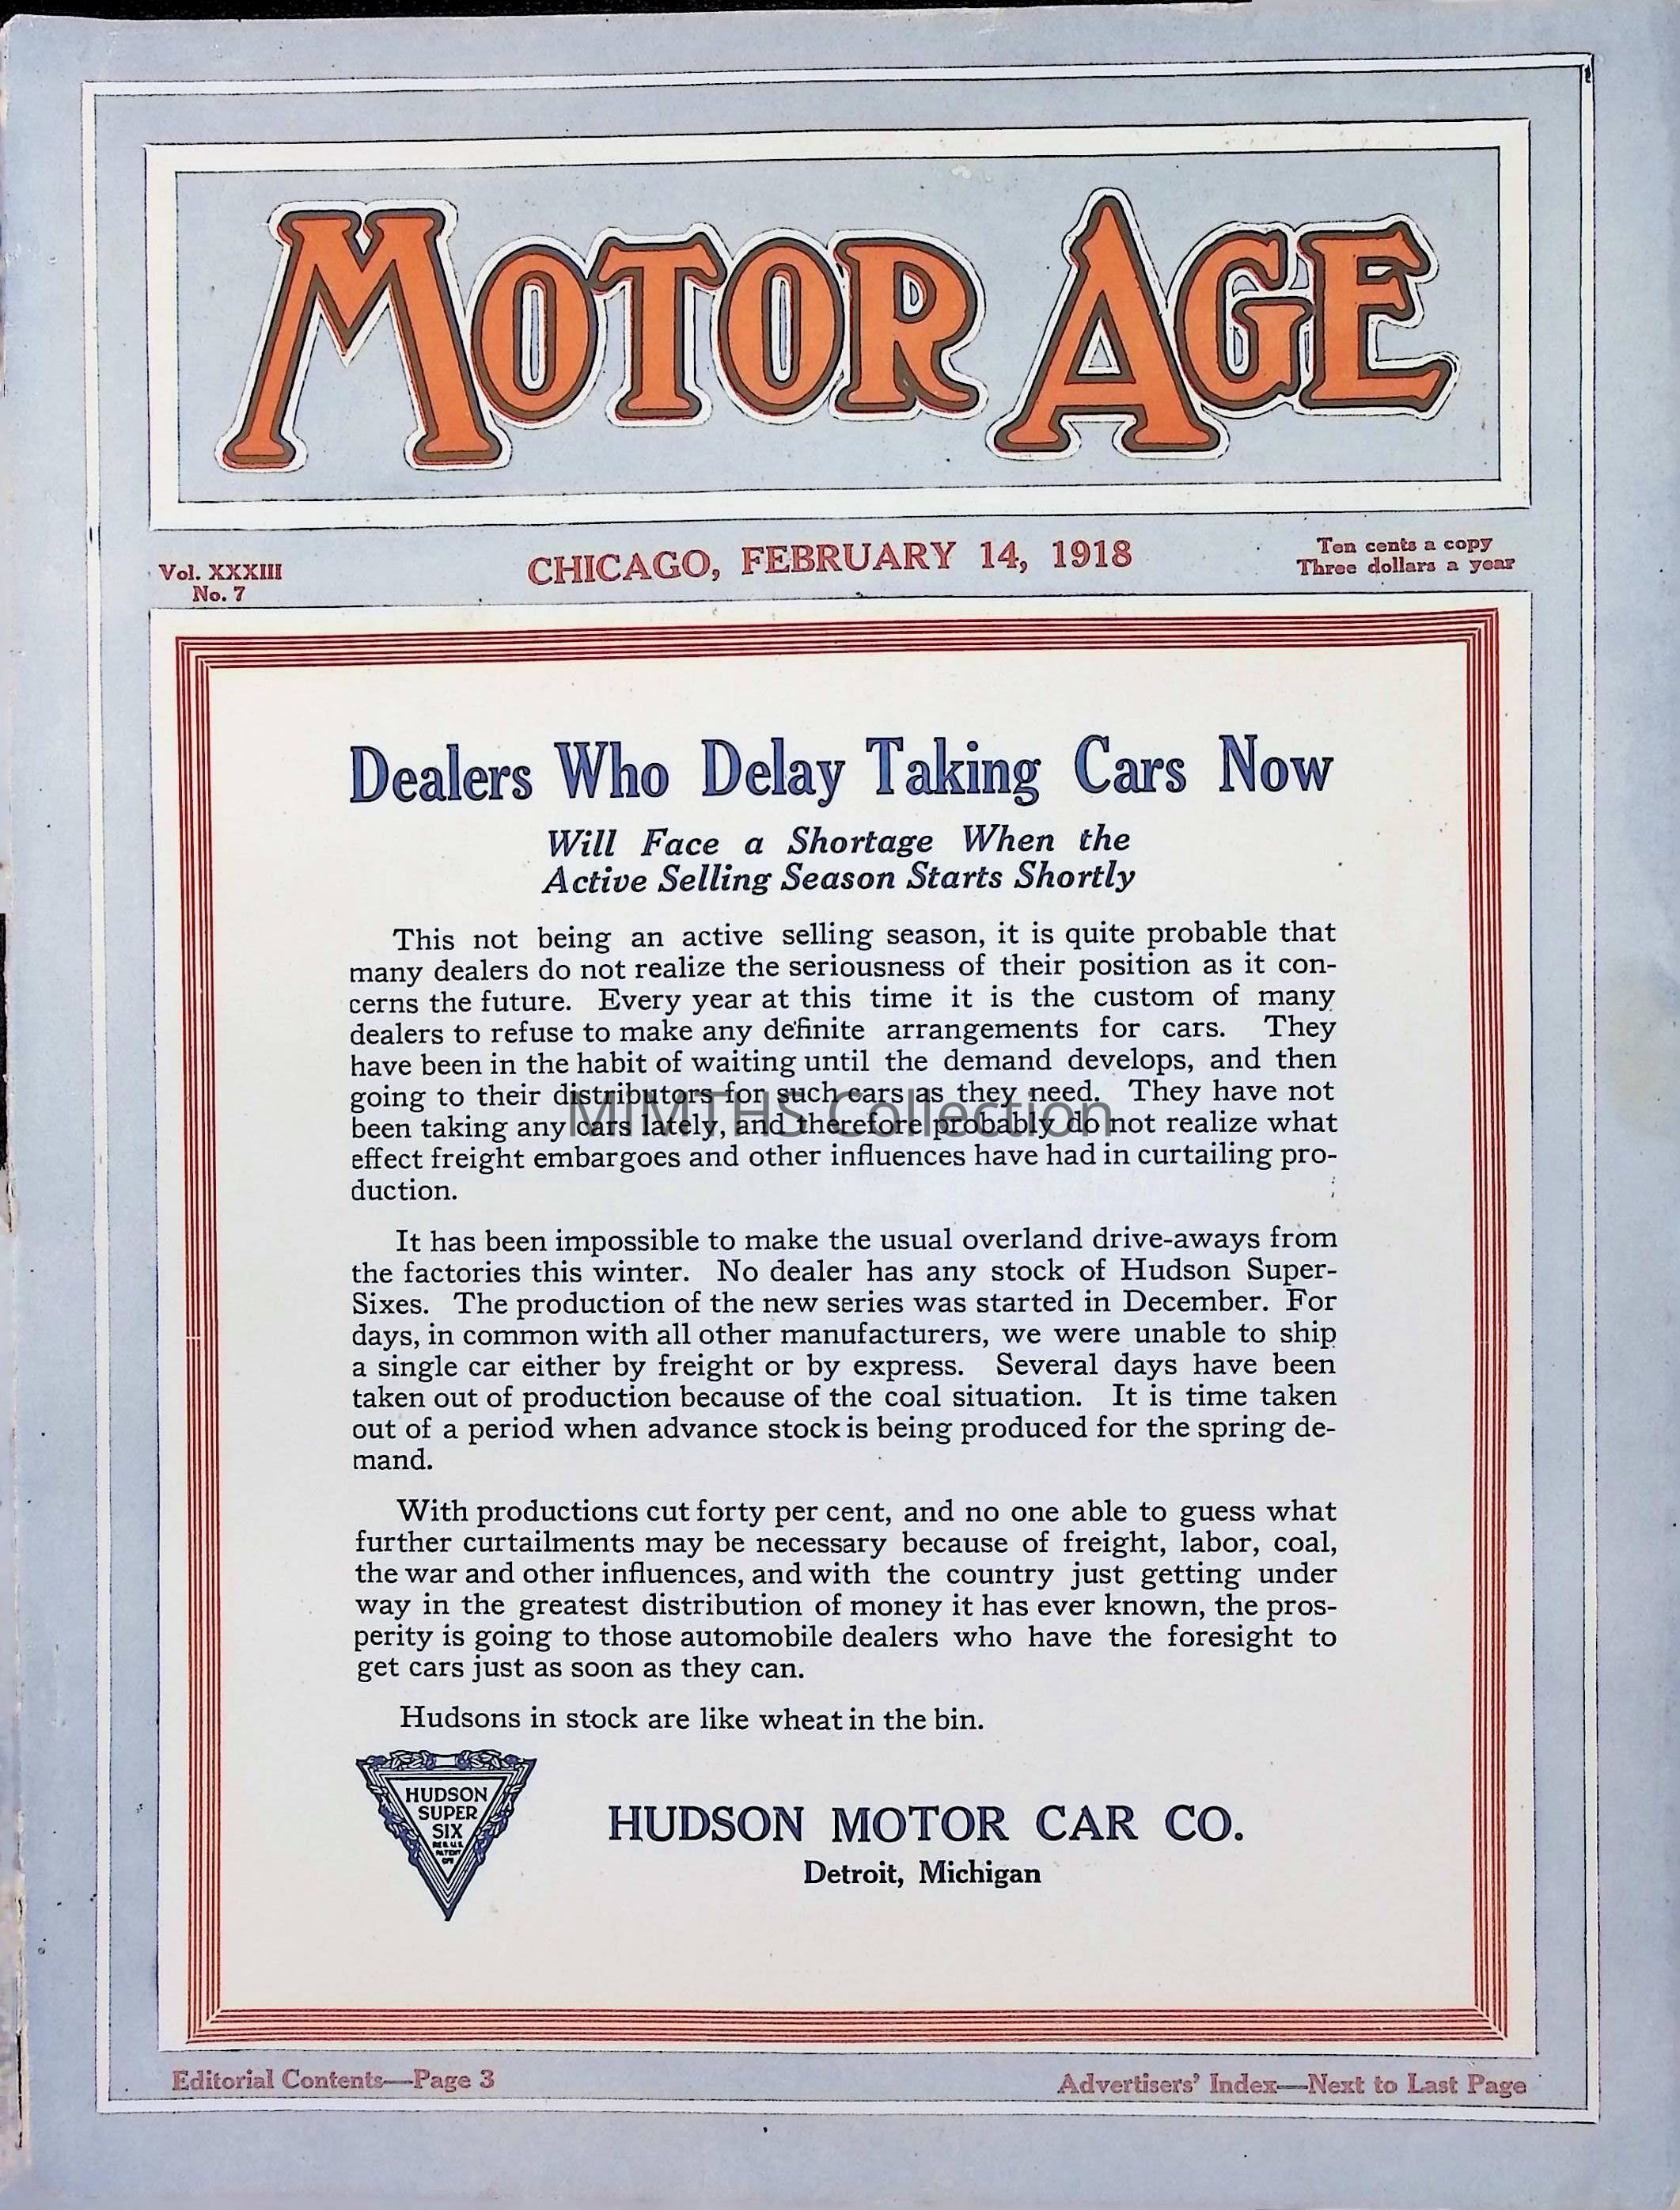 MOTOR AGE
Vol. XXXIII
No. 7
CHICAGO, FEBRUARY 14, 1918
Ten cents a copy
Three dollars a year
Dealers Who Delay Taking Cars Now
Will Face a Shortage When the
Active Selling Season Starts Shortly
This not being an active selling season, it is quite probable that
many dealers do not realize the seriousness of their position as it con-
cerns the future. Every year at this time it is the custom of many
dealers to refuse to make any definite arrangements for cars. They
have been in the habit of waiting until the demand develops, and then
going to their distributors for such cars as they need. They have not
been taking any cars lately, and therefore probably do not realize what
effect freight embargoes and other influences have had in curtailing pro-
duction.
MIMTHS Collection
It has been impossible to make the usual overland drive-aways from
the factories this winter. No dealer has any stock of Hudson Super-
Sixes. The production of the new series was started in December. For
days, in common with all other manufacturers, we were unable to ship
a single car either by freight or by express. Several days have been
taken out of production because of the coal situation. It is time taken
out of a period when advance stock is being produced for the spring de-
mand.
With productions cut forty per cent, and no one able to guess what
further curtailments may be necessary because of freight, labor, coal,
the war and other influences, and with the country just getting under
way in the greatest distribution of money it has ever known, the pros-
perity is going to those automobile dealers who have the foresight to
get cars just as soon as they can.
Hudsons in stock are like wheat in the bin.
HUDSON
SUPER
SIX
REG. U.S.
PATENT
OFF.
HUDSON MOTOR CAR CO.
Detroit, Michigan
Editorial Contents—Page 3
Advertisers' Index—Next to Last Page